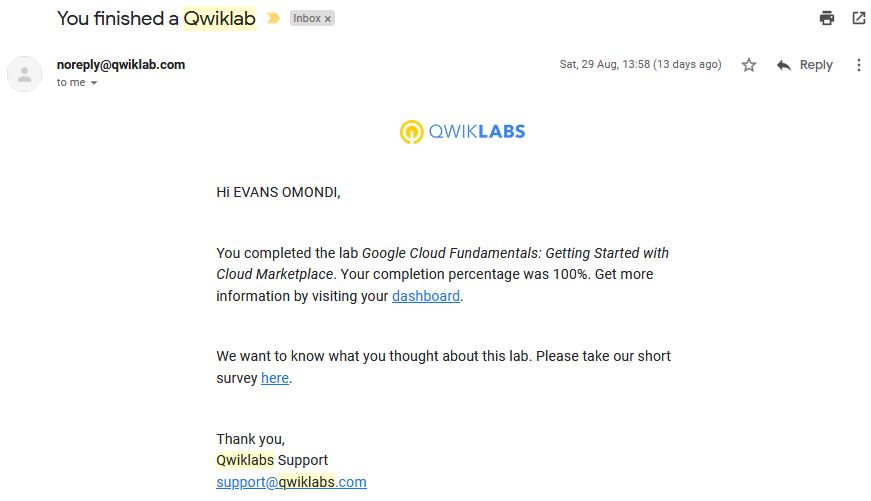 You finished a Qwiklab Inbox x
noreply@qwiklab.com Sat, 29 Aug, 13:58 (13 days ago) Reply
to me
QWIKLABS
Hi EVANS OMONDI,
You completed the lab Google Cloud Fundamentals: Getting Started with
Cloud Marketplace. Your completion percentage was 100%. Get more
information by visiting your dashboard.
We want to know what you thought about this lab. Please take our short
survey here.
Thank you,
Qwiklabs Support
support@qwiklabs.com